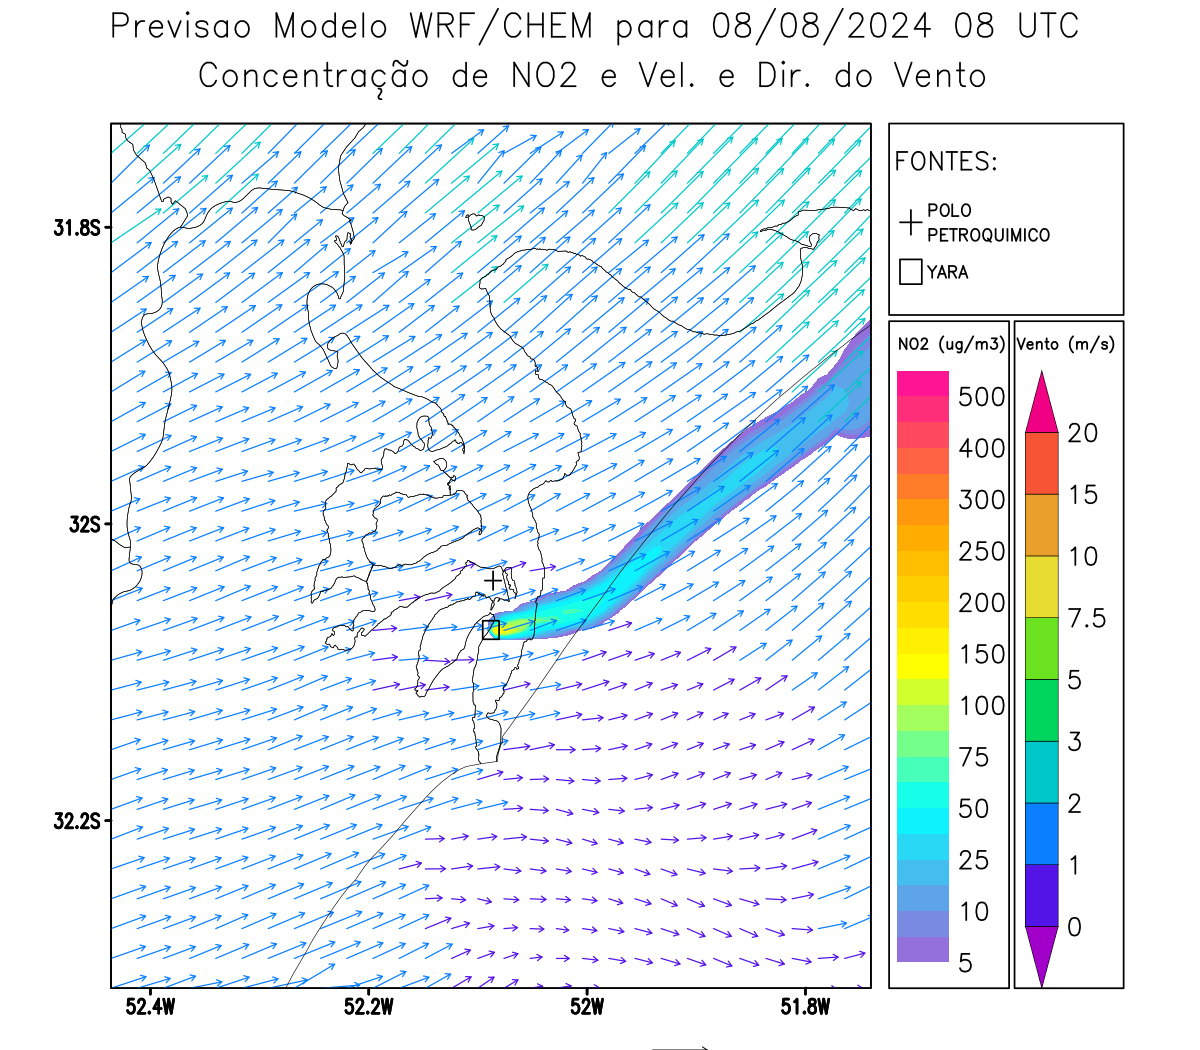 Previsao Modelo WRF/CHEM para 08/08/2024 08 UTC
Concentração de NO2 e Vel. e Dir. do Vento
FONTES:
POLO
PETROQUIMICO
YARA
NO2 (ug/m3)
500
400
300
250
200
150
100
75
50
25
10
5
Vento (m/s)
20
15
10
7.5
5
3
2
1
0
31.8S
32S
32.2S
52.4W
52.2W
52W
51.8W